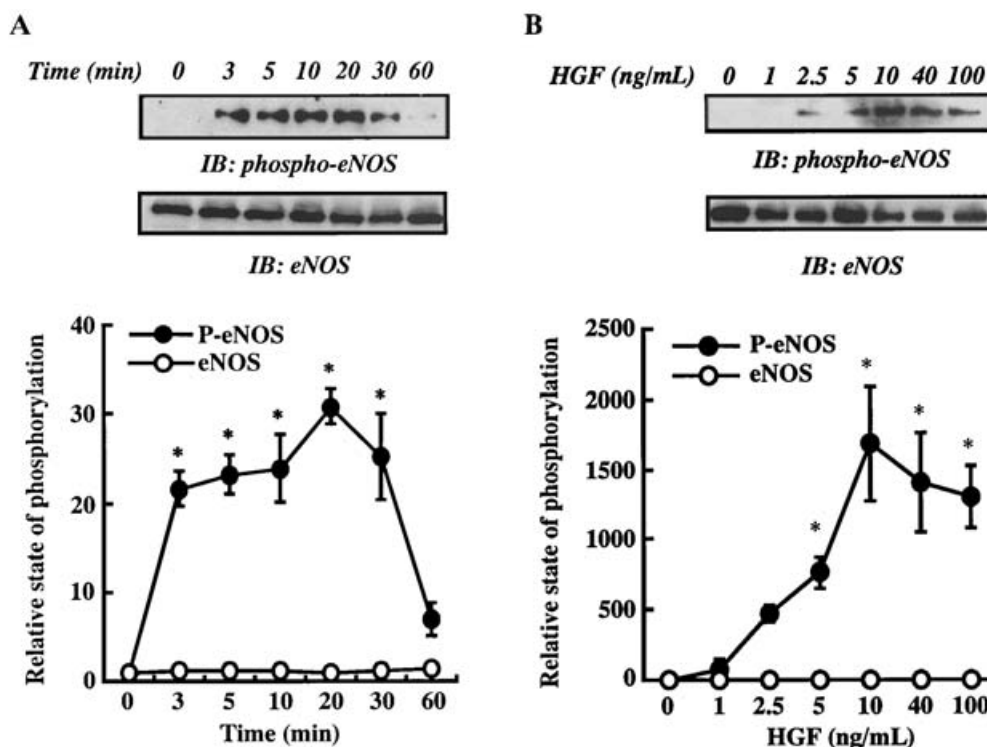 A
Time (min) 0 3 5 10 20 30 60
IB: phospho-eNOS
IB: eNOS
40
30
20
10
0
Relative state of phosphorylation
P-eNOS
eNOS
* * * * *
0 3 5 10 20 30 60
Time (min)
B
HGF (ng/mL) 0 1 2.5 5 10 40 100
IB: phospho-eNOS
IB: eNOS
2500
2000
1500
1000
500
0
Relative state of phosphorylation
P-eNOS
eNOS
* * * *
0 1 2.5 5 10 40 100
HGF (ng/mL)